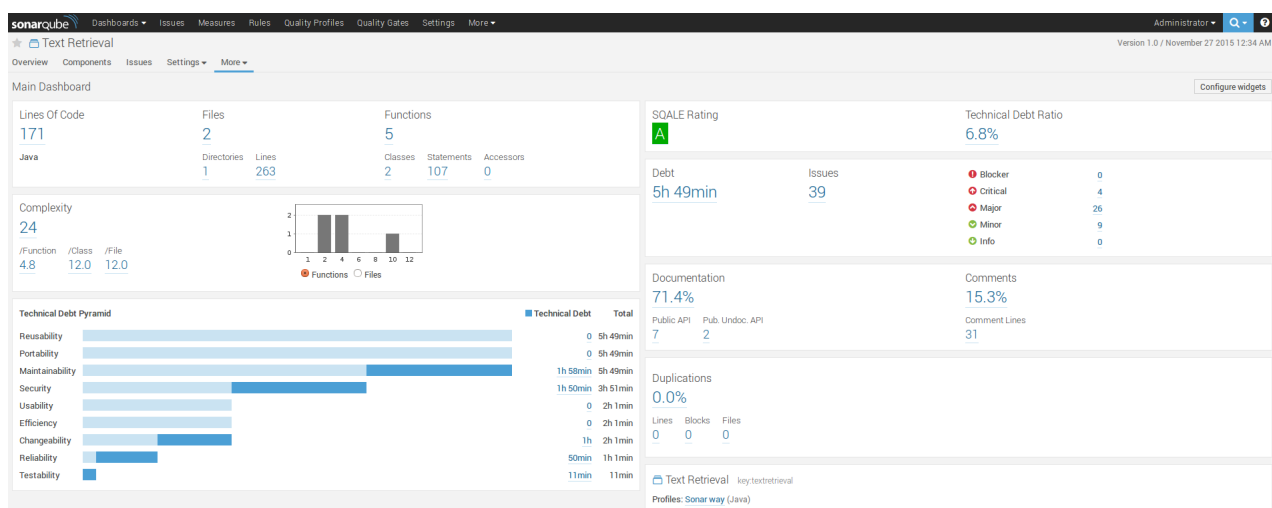 sonarqube Dashboards Issues Measures Rules Quality Profiles Quality Gates Settings More Administrator
Text Retrieval
Version 1.0 / November 27 2015 12:34 AM
Overview Components Issues Settings More
Main Dashboard
Configure widgets
Lines Of Code Files Functions
171 2 5
Java Directories Lines Classes Statements Accessors
1 263 2 107 0
Complexity
24
/Function /Class /File
4.8 12.0 12.0
2
1
0
1 2 4 6 8 10 12
Functions Files
Technical Debt Pyramid Technical Debt Total
Reusability 0 5h 49min
Portability 0 5h 49min
Maintainability 1h 58min 5h 49min
Security 1h 50min 3h 51min
Usability 0 2h 1min
Efficiency 0 2h 1min
Changeability 1h 2h 1min
Reliability 50min 1h 1min
Testability 11min 11min
SQALE Rating Technical Debt Ratio
A 6.8%
Debt Issues
5h 49min 39
Blocker 0
Critical 4
Major 26
Minor 9
Info 0
Documentation Comments
71.4% 15.3%
Public API Pub. Undoc. API Comment Lines
7 2 31
Duplications
0.0%
Lines Blocks Files
0 0 0
Text Retrieval key:textretrieval
Profiles: Sonar way (Java)